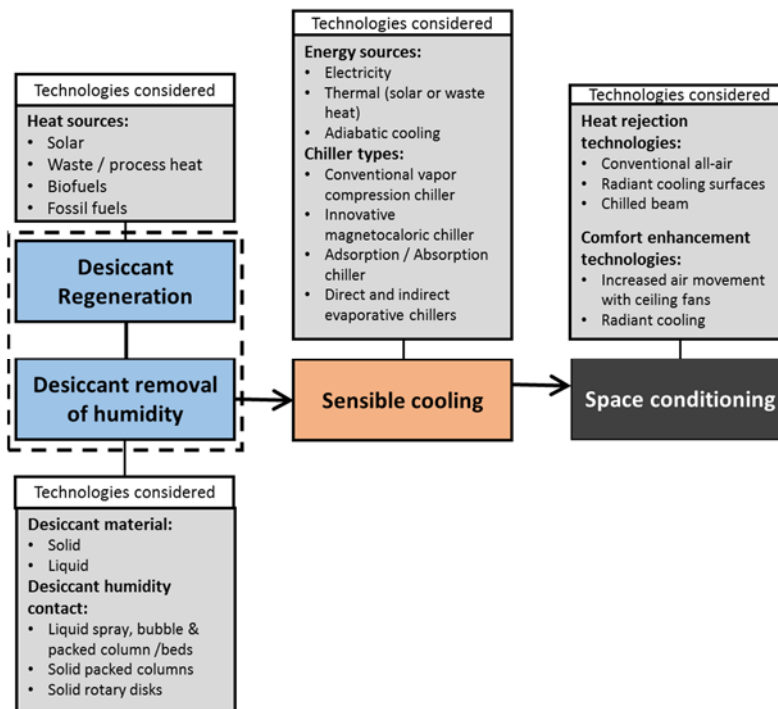 Technologies considered
Heat sources:
• Solar
• Waste / process heat
• Biofuels
• Fossil fuels
Desiccant
Regeneration
Desiccant removal
of humidity
Technologies considered
Desiccant material:
• Solid
• Liquid
Desiccant humidity
contact:
• Liquid spray, bubble &
packed column /beds
• Solid packed columns
• Solid rotary disks
Technologies considered
Energy sources:
• Electricity
• Thermal (solar or waste
heat)
• Adiabatic cooling
Chiller types:
• Conventional vapor
compression chiller
• Innovative
magnetocaloric chiller
• Adsorption / Absorption
chiller
• Direct and indirect
evaporative chillers
Sensible cooling
Technologies considered
Heat rejection
technologies:
• Conventional all-air
• Radiant cooling surfaces
• Chilled beam
Comfort enhancement
technologies:
• Increased air movement
with ceiling fans
• Radiant cooling
Space conditioning